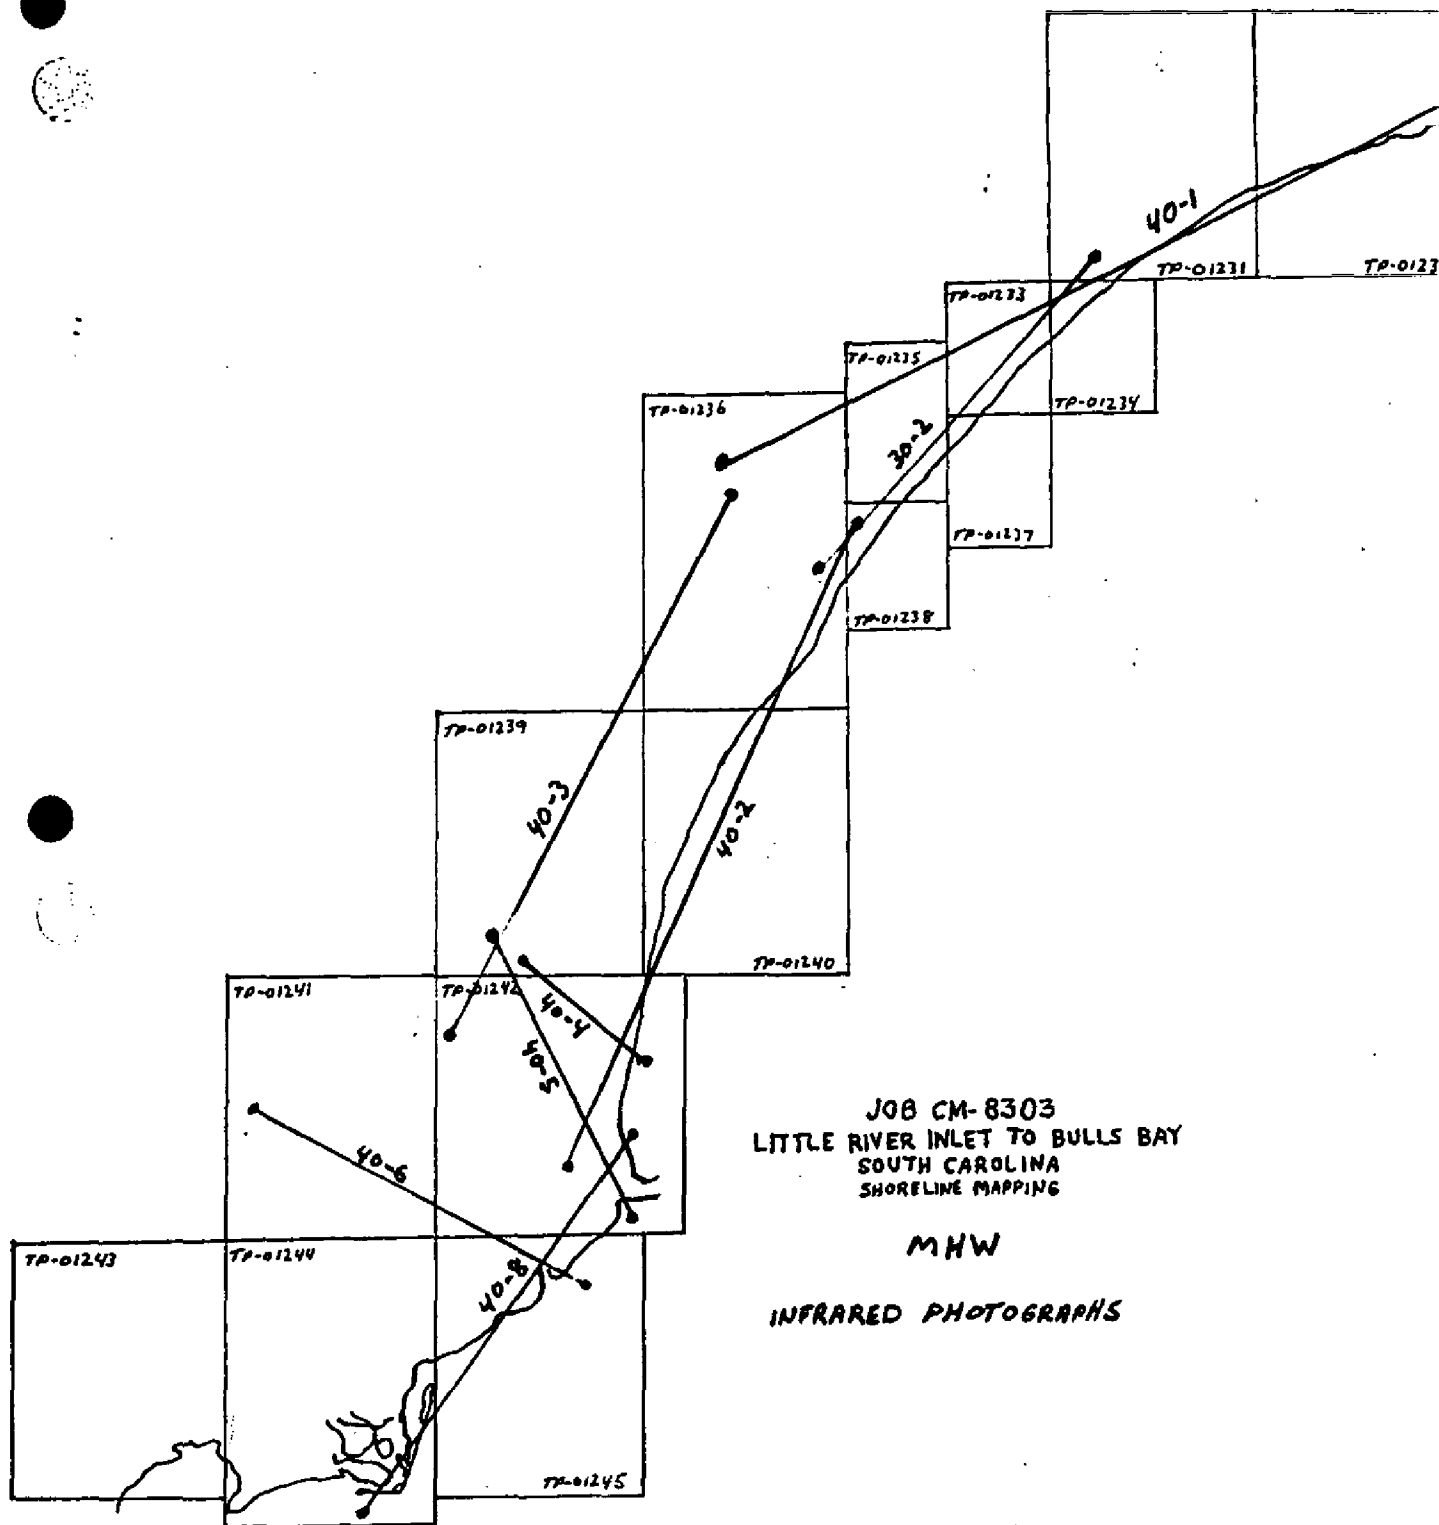 40-1
TP-01231
TP-0123
TP-01233
TP-01235
TP-01234
TP-01236
30-2
TP-01237
TP-01238
TP-01239
40-3
40-2
TP-01240
TP-01241
TP-01242
40-4
40-5
40-6
JOB CM-8303
LITTLE RIVER INLET TO BULLS BAY
SOUTH CAROLINA
SHORELINE MAPPING
MHW
INFRARED PHOTOGRAPHS
TP-01243
TP-01244
40-8
TP-01245